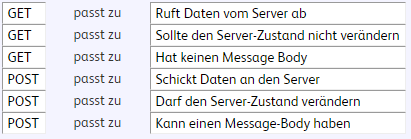 GET passt zu Ruft Daten vom Server ab
GET passt zu Sollte den Server-Zustand nicht verändern
GET passt zu Hat keinen Message Body
POST passt zu Schickt Daten an den Server
POST passt zu Darf den Server-Zustand verändern
POST passt zu Kann einen Message-Body haben